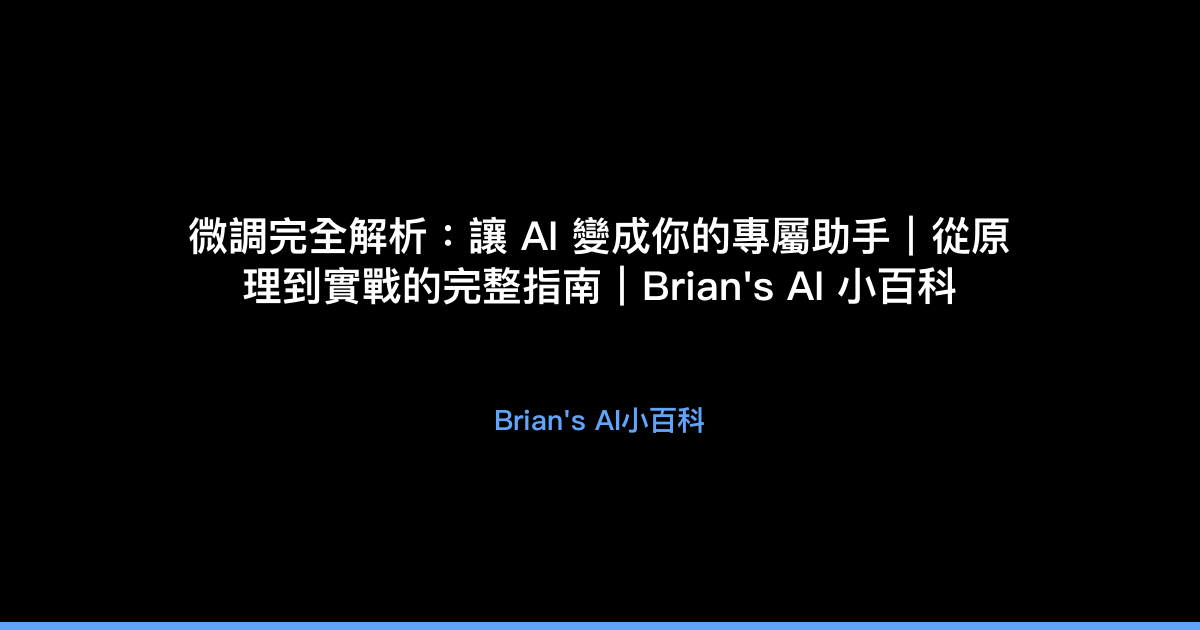 微調完全解析：讓 AI 變成你的專屬助手｜從原
理到實戰的完整指南｜Brian's AI 小百科
Brian's AI小百科